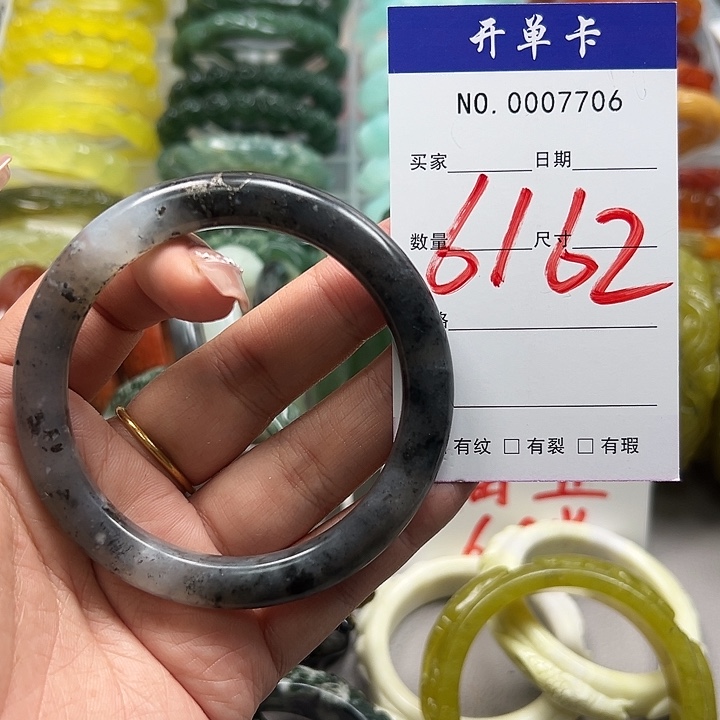 开单卡
NO. 0007706
买家 日期
数量 尺寸
6162
有纹 □ 有裂 □ 有瑕